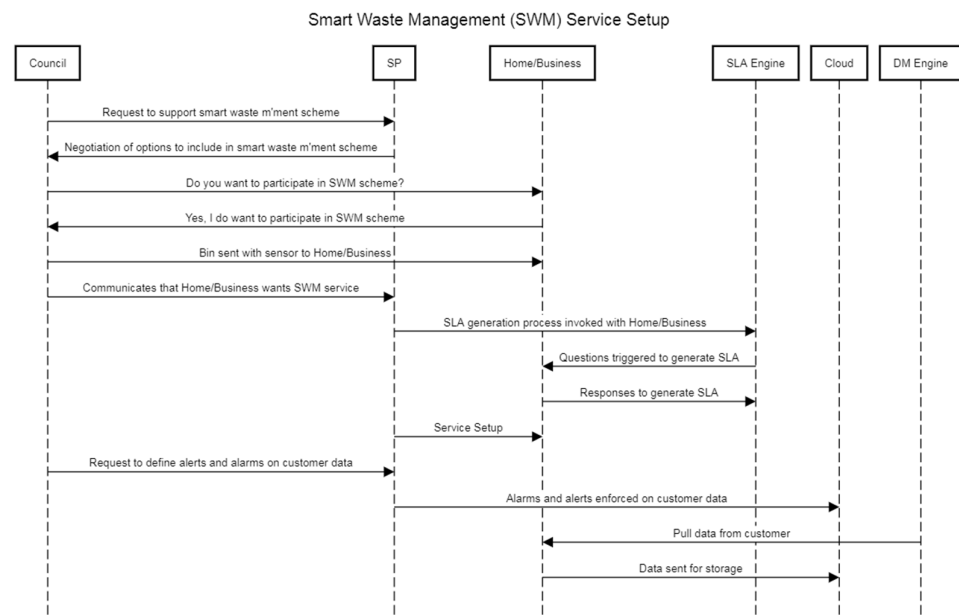 Smart Waste Management (SWM) Service Setup
Council
SP
Home/Business
SLA Engine
Cloud
DM Engine
Request to support smart waste m'ment scheme
Negotiation of options to include in smart waste m'ment scheme
Do you want to participate in SWM scheme?
Yes, I do want to participate in SWM scheme
Bin sent with sensor to Home/Business
Communicates that Home/Business wants SWM service
SLA generation process invoked with Home/Business
Questions triggered to generate SLA
Responses to generate SLA
Service Setup
Request to define alerts and alarms on customer data
Alarms and alerts enforced on customer data
Pull data from customer
Data sent for storage